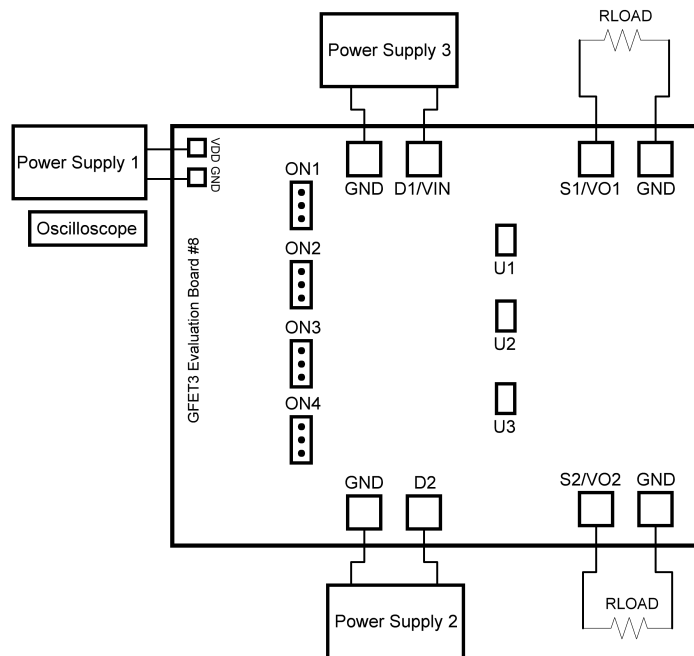 RLOAD
Power Supply 3
Power Supply 1
VDD
GND
Oscilloscope
GFET3 Evaluation Board #8
ON1
ON2
ON3
ON4
GND
D1/VIN
S1/VO1
GND
U1
U2
U3
GND
D2
S2/VO2
GND
Power Supply 2
RLOAD